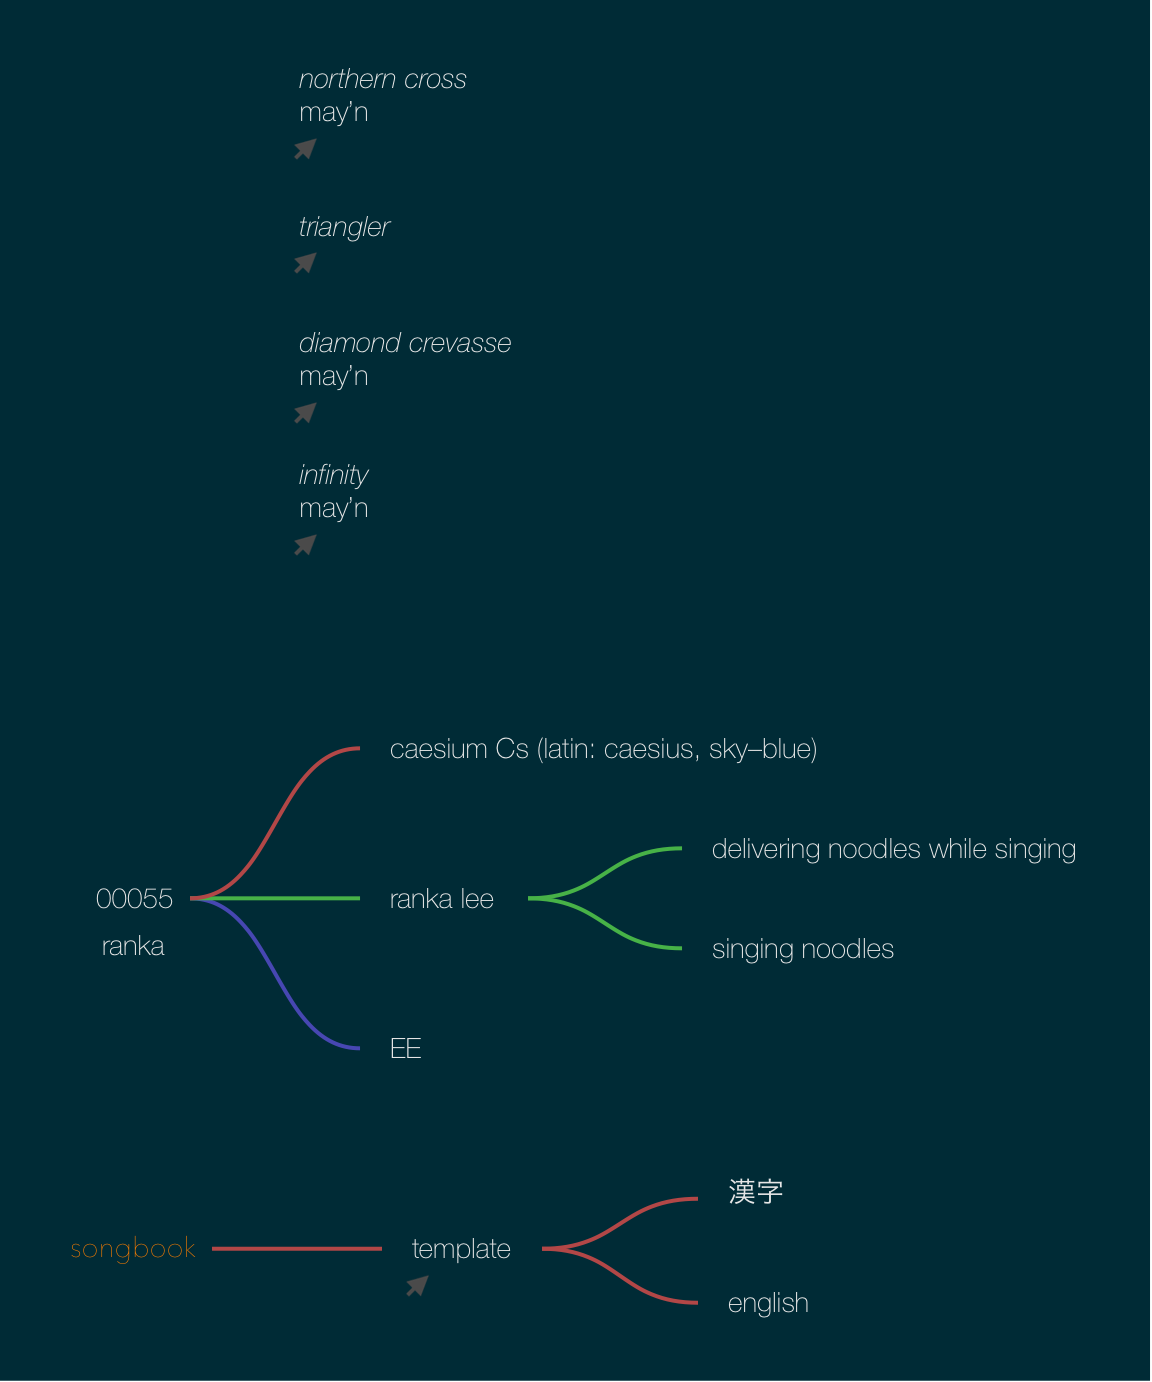 northern cross
may’n
triangler
diamond crevasse
may’n
infinity
may’n
caesium Cs (latin: caesius, sky–blue)
delivering noodles while singing
00055
ranka lee
ranka
singing noodles
EE
漢字
songbook
template
english